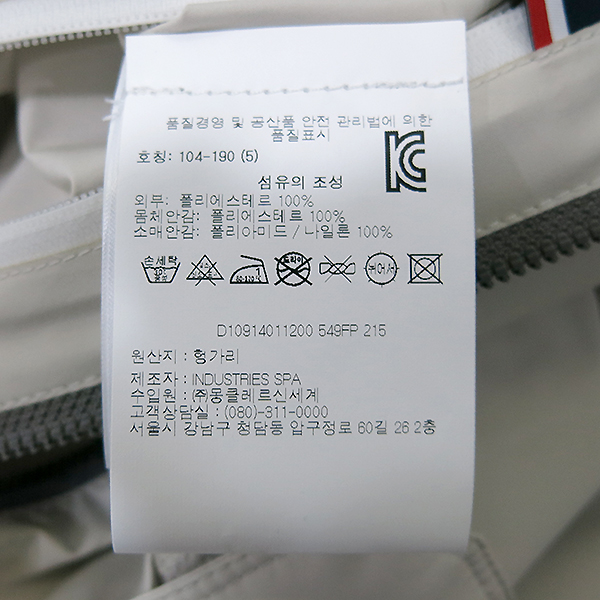 품질경영 및 공산품 안전 관리법에 의한
품질표시
호칭: 104-190 (5)
섬유의 조성
외부: 폴리에스테르 100%
몸체안감: 폴리에스테르 100%
소매안감: 폴리아미드 / 나일론 100%
손세탁
드라이
뉘어서
D10914011200 549FP 215
원산지 : 헝가리
제조자 : INDUSTRIES SPA
수입원 : (주)몽클레르신세계
고객상담실 : (080)-311-0000
서울시 강남구 청담동 압구정로 60길 26 2층